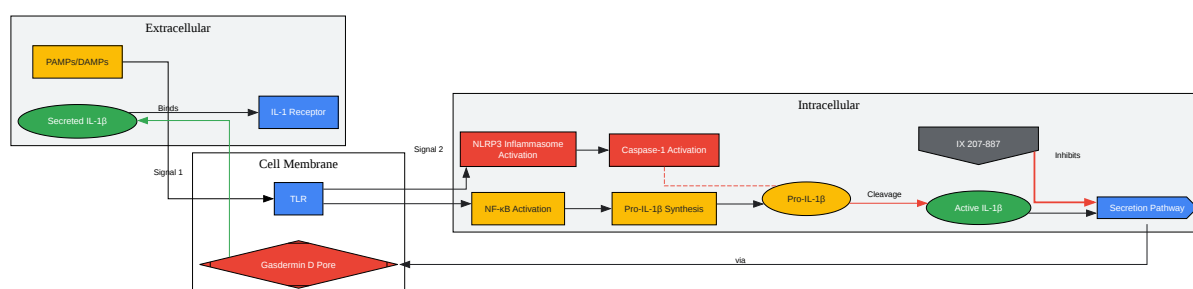 Extracellular
PAMPs/DAMPs
Secreted IL-1β
Binds
IL-1 Receptor
Signal 1
Cell Membrane
TLR
Gasdermin D Pore
Signal 2
Intracellular
NLRP3 Inflammasome
Activation
Caspase-1 Activation
NF-κB Activation
Pro-IL-1β Synthesis
Pro-IL-1β
Cleavage
Active IL-1β
IX 207-887
Inhibits
Secretion Pathway
via